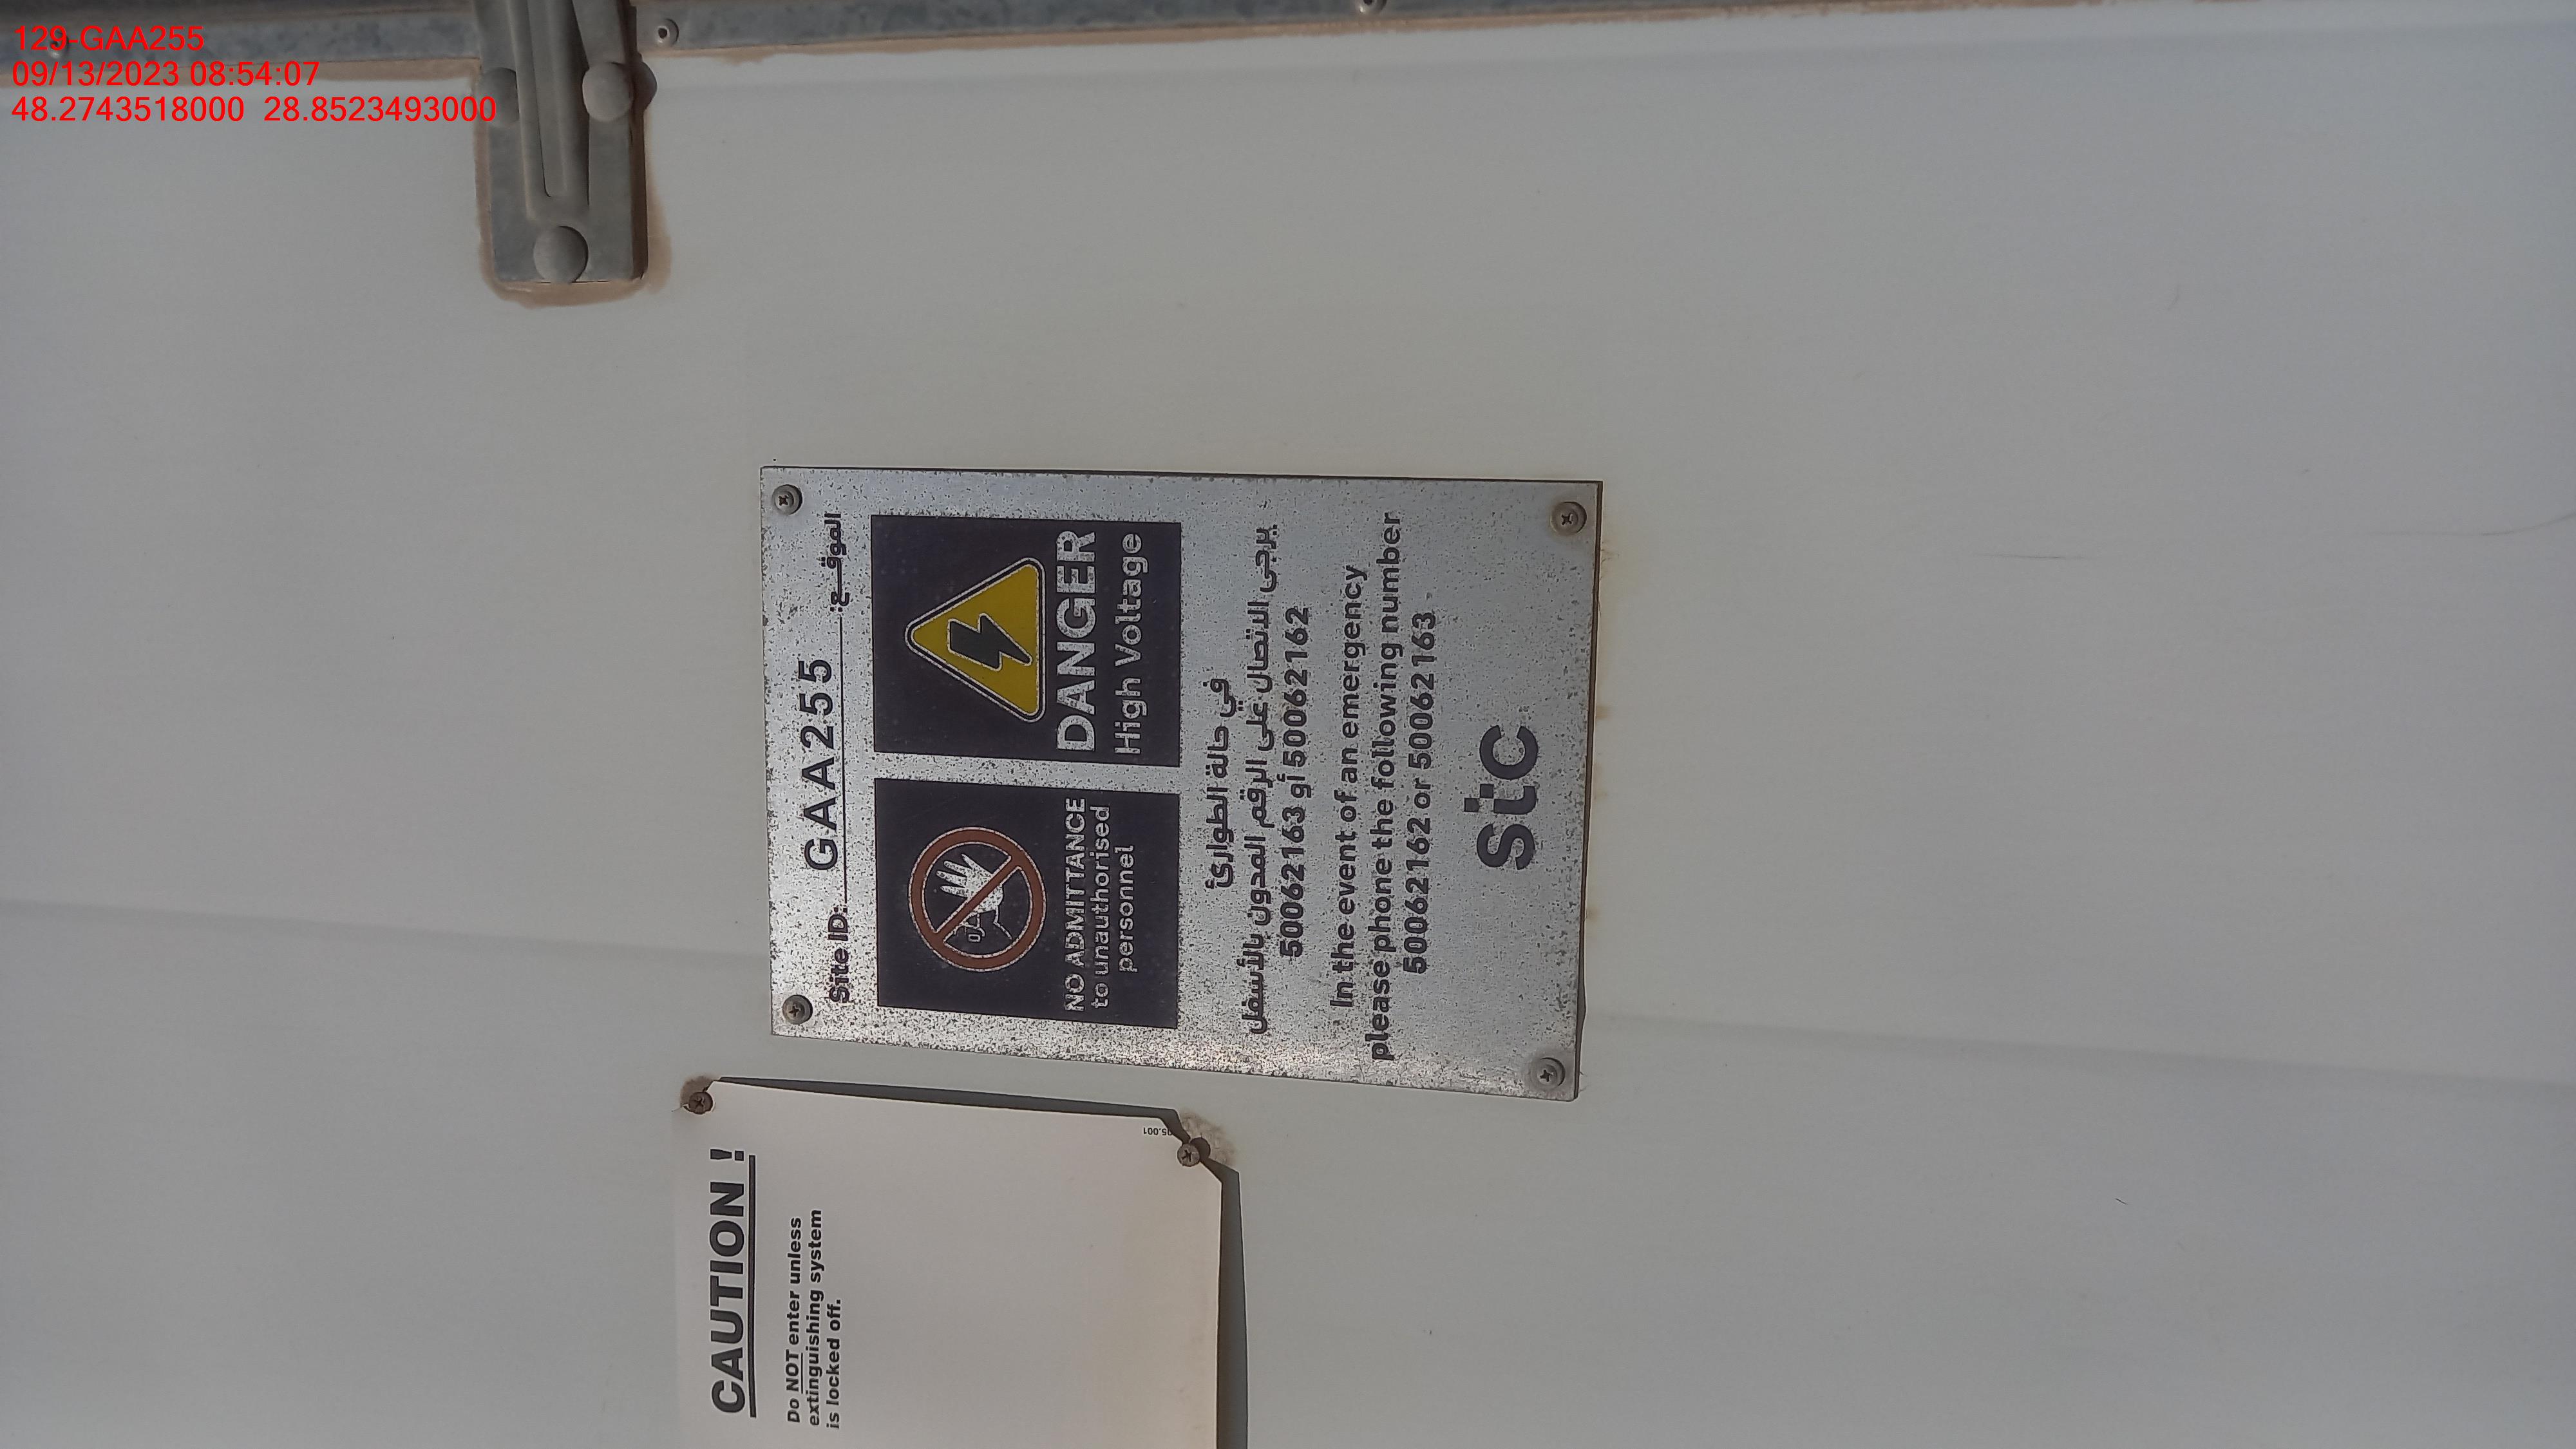 129-GAA255
09/13/2023 08:54:07
48.2743518000 28.8523493000
Site ID: GAA255 الموقع:
NO ADMITTANCE
to unauthorised
personnel
DANGER
High Voltage
في حالة الطوارئ
يرجى الاتصال على الرقم المدون بالأسفل
50062163 أو 50062162
In the event of an emergency
please phone the following number
50062162 or 50062163
stc
CAUTION !
Do NOT enter unless
extinguishing system
is locked off.